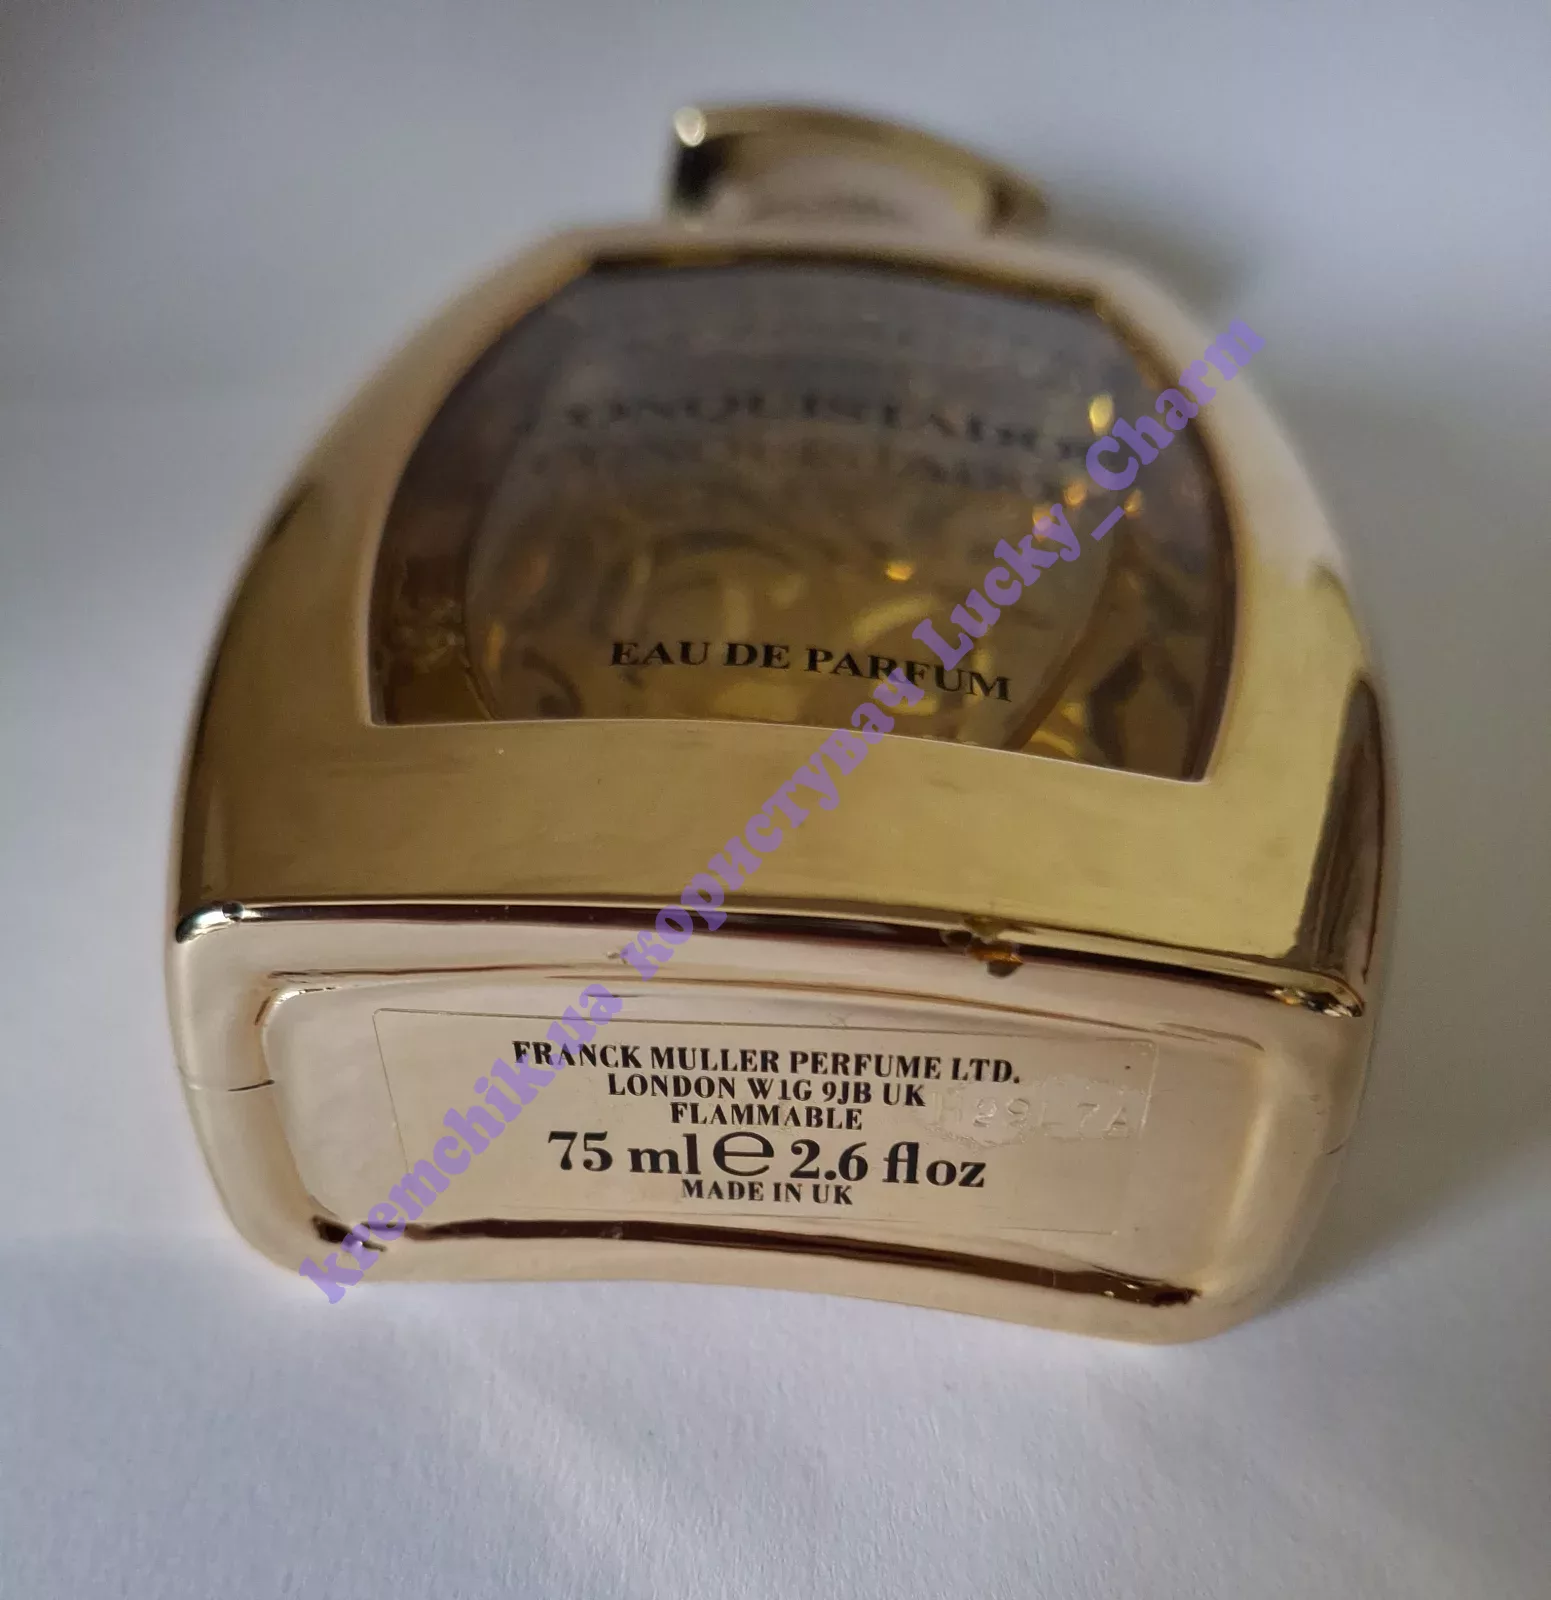 CONQUISTADOR
EAU DE PARFUM
FRANCK MULLER PERFUME LTD.
LONDON W1G 9JB UK
FLAMMABLE
75 ml e 2.6 fl oz
MADE IN UK
kremchik.ua користувач Lucky_Charm